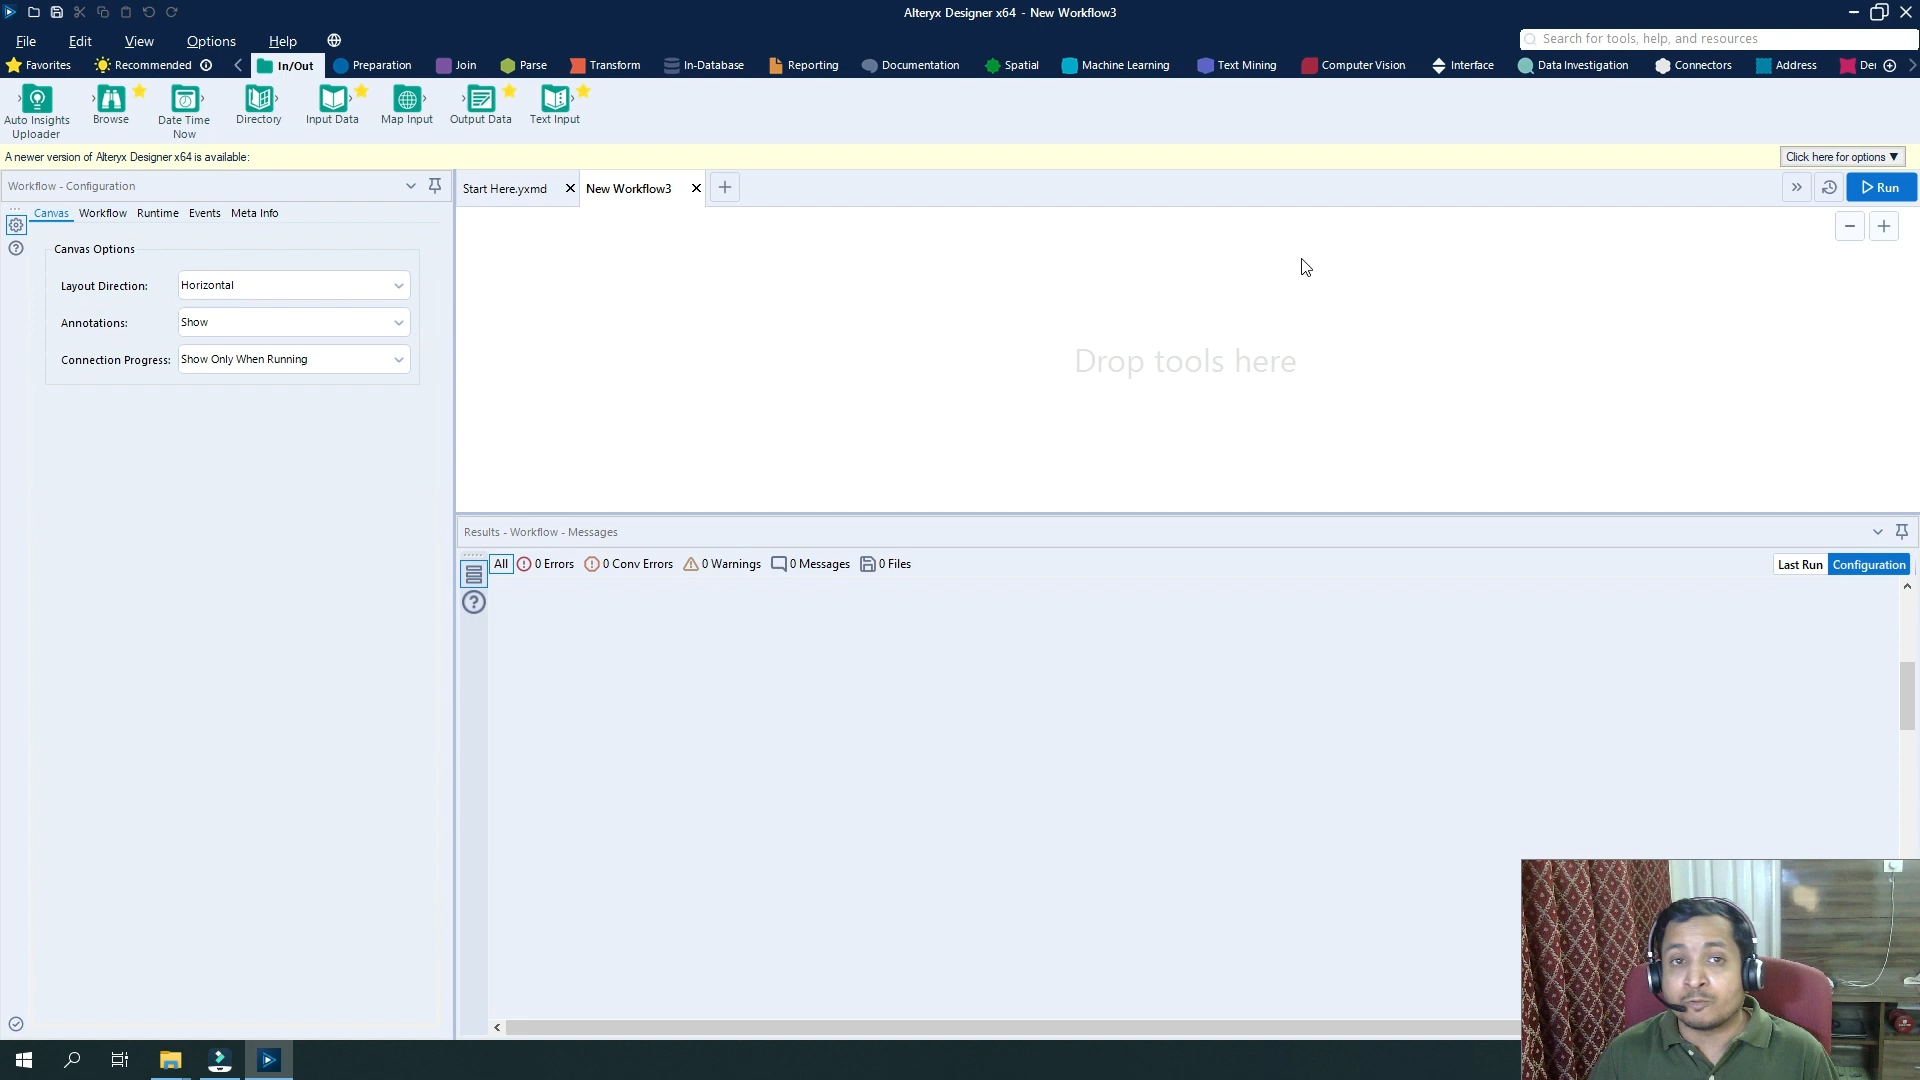 Alteryx Designer x64 - New Workflow3
File Edit View Options Help
Search for tools, help, and resources
Favorites Recommended In/Out Preparation Join Parse Transform In-Database Reporting Documentation Spatial Machine Learning Text Mining Computer Vision Interface Data Investigation Connectors Address De
Auto Insights Uploader
Browse
Date Time Now
Directory
Input Data
Map Input
Output Data
Text Input
A newer version of Alteryx Designer x64 is available:
Click here for options ▼
Workflow - Configuration
Start Here.yxmd
New Workflow3
Run
Canvas Workflow Runtime Events Meta Info
Canvas Options
Layout Direction: Horizontal
Annotations: Show
Connection Progress: Show Only When Running
Drop tools here
Results - Workflow - Messages
All 0 Errors 0 Conv Errors 0 Warnings 0 Messages 0 Files
Last Run Configuration